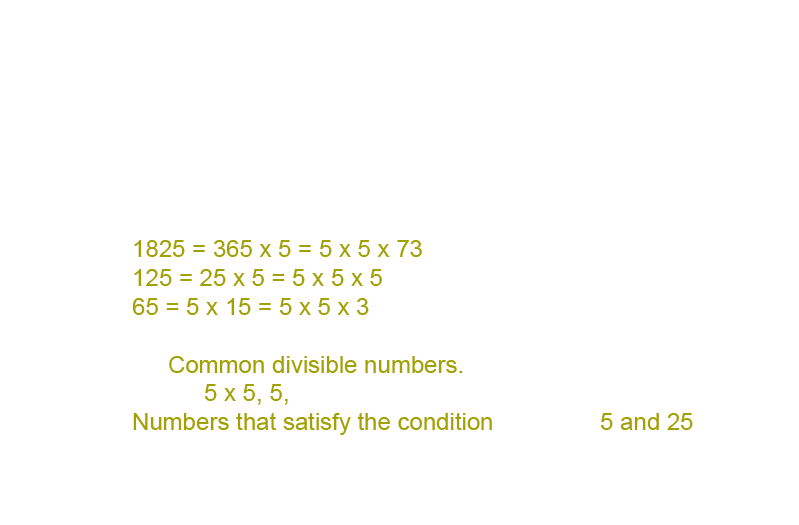 1825 = 365 x 5 = 5 x 5 x 73
125 = 25 x 5 = 5 x 5 x 5
65 = 5 x 15 = 5 x 5 x 3
Common divisible numbers.
5 x 5, 5,
Numbers that satisfy the condition 5 and 25